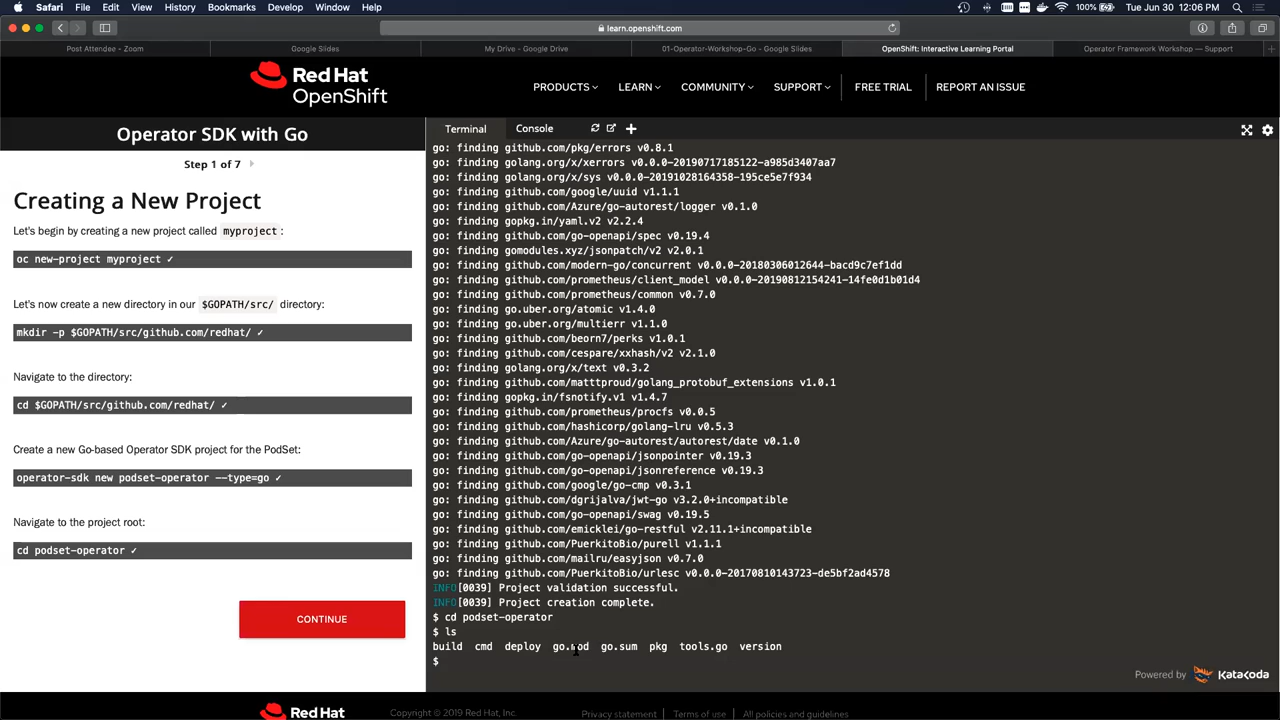 Safari File Edit View History Bookmarks Develop Window Help 100% Tue Jun 30 12:06 PM
learn.openshift.com
Post Attendee - Zoom Google Slides My Drive - Google Drive 01-Operator-Workshop-Go - Google Slides OpenShift: Interactive Learning Portal Operator Framework Workshop — Support
Red Hat
OpenShift
PRODUCTS LEARN COMMUNITY SUPPORT FREE TRIAL REPORT AN ISSUE
Operator SDK with Go
Step 1 of 7
Creating a New Project
Let's begin by creating a new project called myproject :
oc new-project myproject ✓
Let's now create a new directory in our $GOPATH/src/ directory:
mkdir -p $GOPATH/src/github.com/redhat/ ✓
Navigate to the directory:
cd $GOPATH/src/github.com/redhat/ ✓
Create a new Go-based Operator SDK project for the PodSet:
operator-sdk new podset-operator --type=go ✓
Navigate to the project root:
cd podset-operator ✓
CONTINUE
Terminal Console
go: finding github.com/pkg/errors v0.8.1
go: finding golang.org/x/xerrors v0.0.0-20190717185122-a985d3407aa7
go: finding golang.org/x/sys v0.0.0-20191028164358-195ce5e7f934
go: finding github.com/google/uuid v1.1.1
go: finding github.com/Azure/go-autorest/logger v0.1.0
go: finding gopkg.in/yaml.v2 v2.2.4
go: finding github.com/go-openapi/spec v0.19.4
go: finding gomodules.xyz/jsonpatch/v2 v2.0.1
go: finding github.com/modern-go/concurrent v0.0.0-20180306012644-bacd9c7ef1dd
go: finding github.com/prometheus/client_model v0.0.0-20190812154241-14fe0d1b01d4
go: finding github.com/prometheus/common v0.7.0
go: finding go.uber.org/atomic v1.4.0
go: finding go.uber.org/multierr v1.1.0
go: finding github.com/beorn7/perks v1.0.1
go: finding github.com/cespare/xxhash/v2 v2.1.0
go: finding golang.org/x/text v0.3.2
go: finding github.com/matttproud/golang_protobuf_extensions v1.0.1
go: finding gopkg.in/fsnotify.v1 v1.4.7
go: finding github.com/prometheus/procfs v0.0.5
go: finding github.com/hashicorp/golang-lru v0.5.3
go: finding github.com/Azure/go-autorest/autorest/date v0.1.0
go: finding github.com/go-openapi/jsonpointer v0.19.3
go: finding github.com/go-openapi/jsonreference v0.19.3
go: finding github.com/google/go-cmp v0.3.1
go: finding github.com/dgrijalva/jwt-go v3.2.0+incompatible
go: finding github.com/go-openapi/swag v0.19.5
go: finding github.com/emicklei/go-restful v2.11.1+incompatible
go: finding github.com/PuerkitoBio/purell v1.1.1
go: finding github.com/mailru/easyjson v0.7.0
go: finding github.com/PuerkitoBio/urlesc v0.0.0-20170810143723-de5bf2ad4578
INFO[0039] Project validation successful.
INFO[0039] Project creation complete.
$ cd podset-operator
$ ls
build cmd deploy go.mod go.sum pkg tools.go version
$
Powered by KataKoda
Red Hat Copyright © 2019 Red Hat, Inc. Privacy statement Terms of use All policies and guidelines